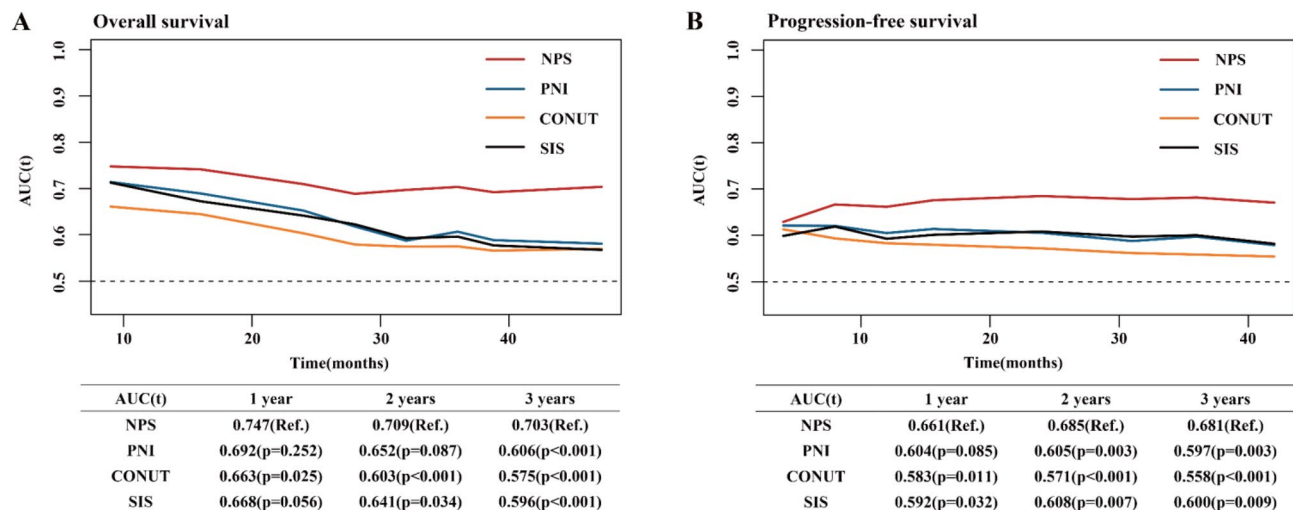 A Overall survival
1.0
0.9
0.8
0.7
0.6
0.5
AUC(t)
NPS
PNI
CONUT
SIS
10 20 30 40
Time(months)
AUC(t) 1 year 2 years 3 years
NPS 0.747(Ref.) 0.709(Ref.) 0.703(Ref.)
PNI 0.692(p=0.252) 0.652(p=0.087) 0.606(p<0.001)
CONUT 0.663(p=0.025) 0.603(p<0.001) 0.575(p<0.001)
SIS 0.668(p=0.056) 0.641(p=0.034) 0.596(p<0.001)
B Progression-free survival
1.0
0.9
0.8
0.7
0.6
0.5
AUC(t)
NPS
PNI
CONUT
SIS
10 20 30 40
Time(months)
AUC(t) 1 year 2 years 3 years
NPS 0.661(Ref.) 0.685(Ref.) 0.681(Ref.)
PNI 0.604(p=0.085) 0.605(p=0.003) 0.597(p=0.003)
CONUT 0.583(p=0.011) 0.571(p<0.001) 0.558(p<0.001)
SIS 0.592(p=0.032) 0.608(p=0.007) 0.600(p=0.009)